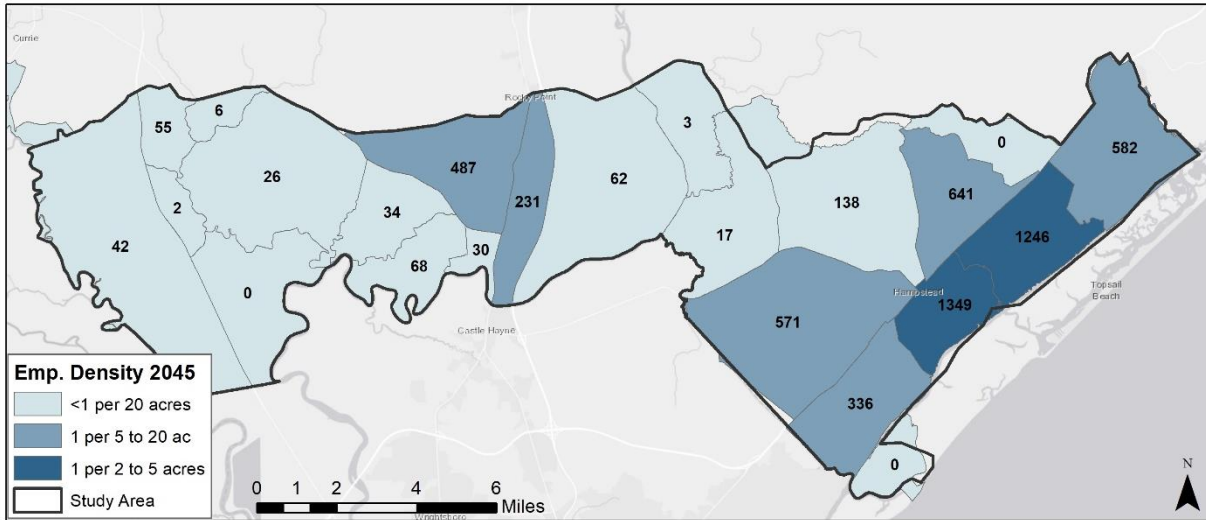 Currie
6
Rocky Point
55
3
0
582
487
26
62
641
138
231
2
34
17
1246
42
30
68
0
Hampstead
Topsail
Beach
1349
571
Castle Hayne
336
0
Emp. Density 2045
<1 per 20 acres
1 per 5 to 20 ac
1 per 2 to 5 acres
Study Area
0 1 2 4 6
Miles
Wrightsboro
N